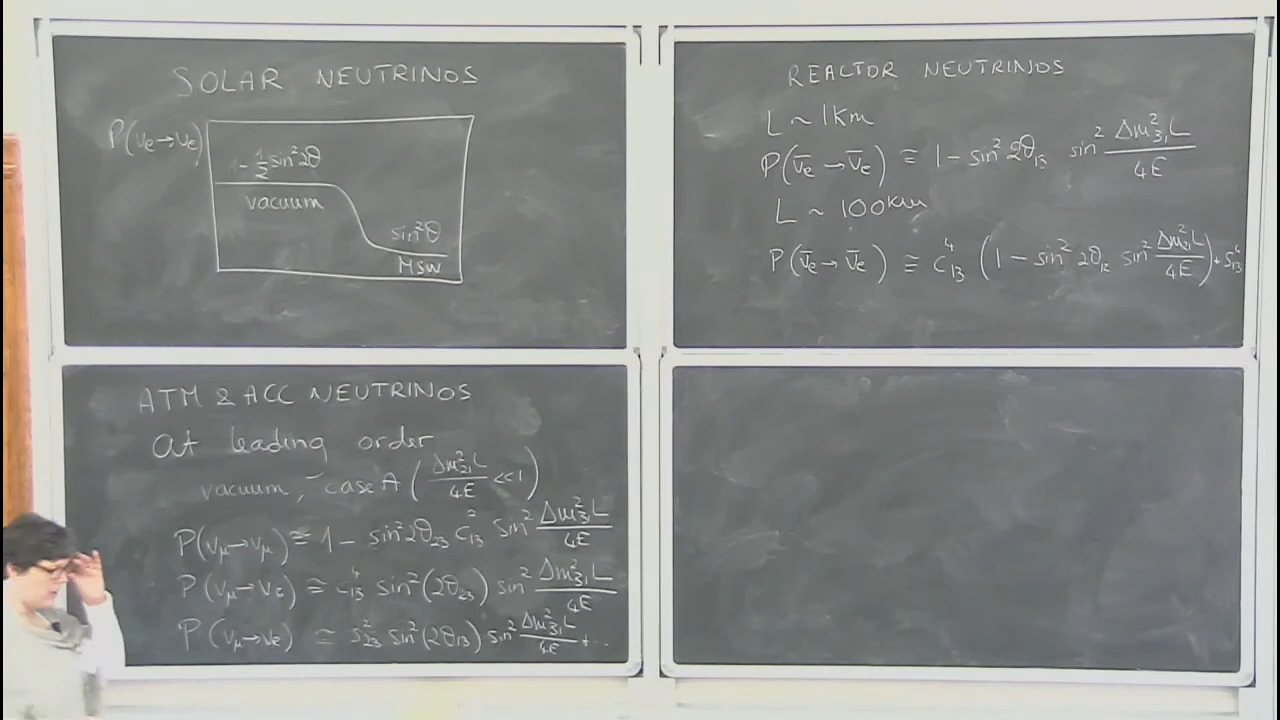 SOLAR NEUTRINOS
P(νe→νe)
1 - 1/2 sin²2θ
vacuum
sin²θ
MSW
REACTOR NEUTRINOS
L ~ 1km
P(ν̄e→ν̄e) ≅ 1 - sin²2θ₁₃ sin² Δm²₃₁L/4E
L ~ 100km
P(ν̄e→ν̄e) ≅ c⁴₁₃ (1 - sin²2θ₁₂ sin² Δm²₂₁L/4E) + s⁴₁₃
ATM & ACC NEUTRINOS
at leading order
vacuum, - case A (Δm²₂₁L/4E <<1)
P(νμ→νμ) ≅ 1 - sin²2θ₂₃ c²₁₃ sin² Δm²₃₁L/4E
P(νμ→ντ) ≅ c⁴₁₃ sin²(2θ₂₃) sin² Δm²₃₁L/4E
P(νμ→νe) ≅ s²₂₃ sin²(2θ₁₃) sin² Δm²₃₁L/4E + ...